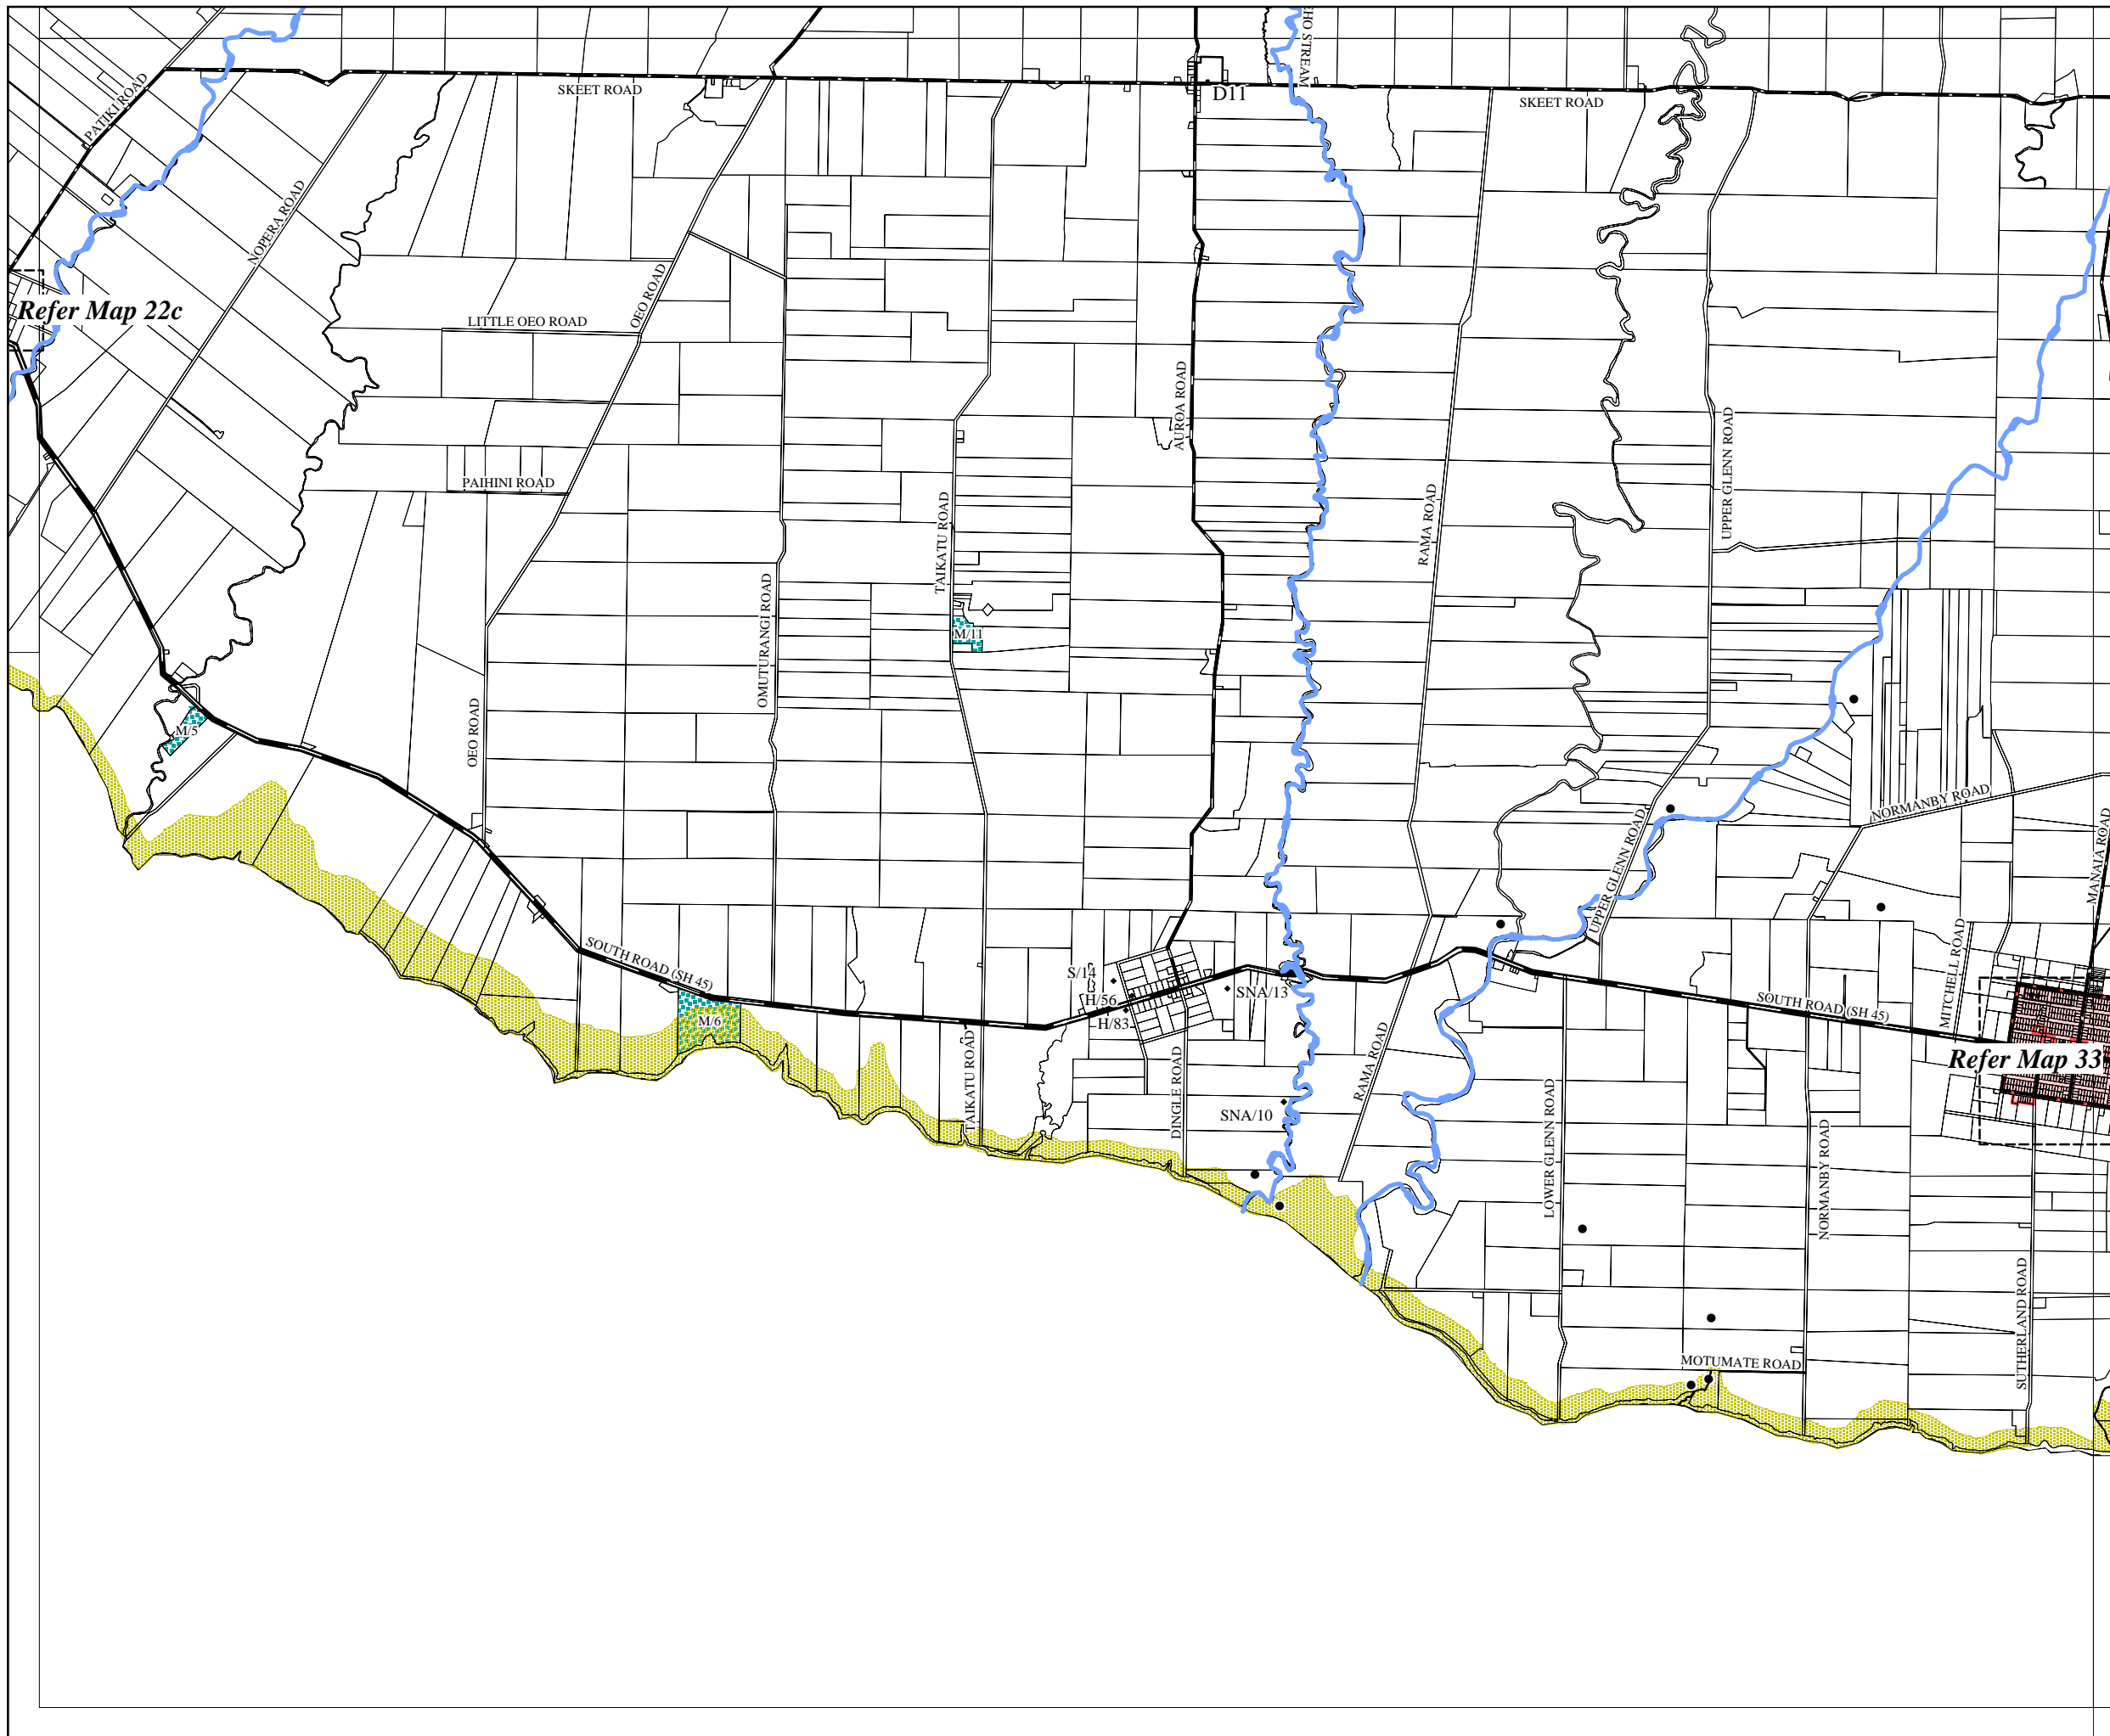 HO STREAM
PATIKI ROAD
SKEET ROAD
D11
SKEET ROAD
NOPERA ROAD
OEO ROAD
Refer Map 22c
LITTLE OEO ROAD
AUROA ROAD
UPPER GLENN ROAD
PAIHINI ROAD
TAIKATU ROAD
RAMA ROAD
OMUTURANGI ROAD
M/11
M/5
OEO ROAD
NORMANBY ROAD
UPPER GLENN ROAD
MANAIA ROAD
SOUTH ROAD (SH 45)
S/14
H/56
SNA/13
MITCHELL ROAD
M/6
H/83
SOUTH ROAD (SH 45)
TAIKATU ROAD
DINGLE ROAD
RAMA ROAD
Refer Map 33
SNA/10
LOWER GLENN ROAD
NORMANBY ROAD
SUTHERLAND ROAD
MOTUMATE ROAD